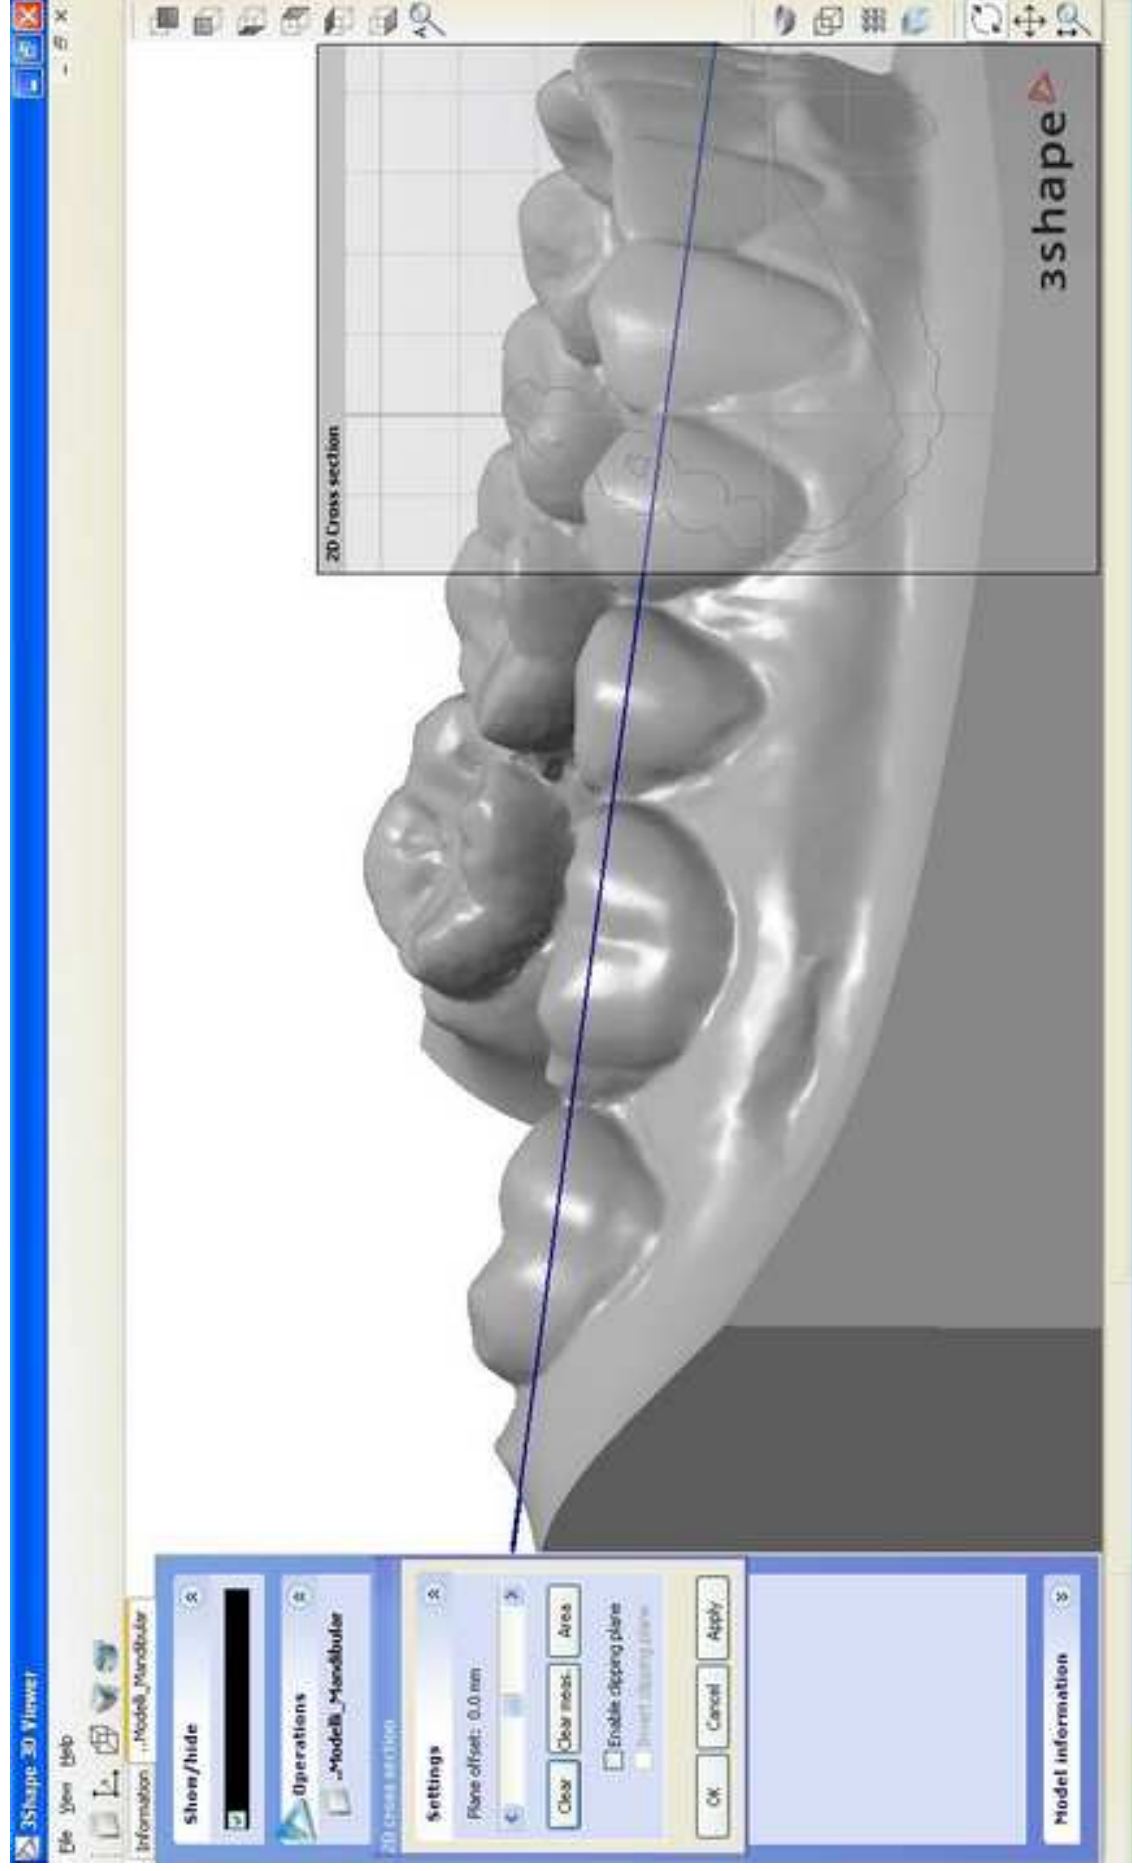 3Shape 3D Viewer
File View Help
Information ..Modelli_Mandibular
Show/hide
Operations
..Modelli_Mandibular
2D cross section
Settings
Plane offset: 0.0 mm
Clear Clear meas. Area
Enable clipping plane
Invert clipping plane
OK Cancel Apply
Model information
2D Cross section
3shape